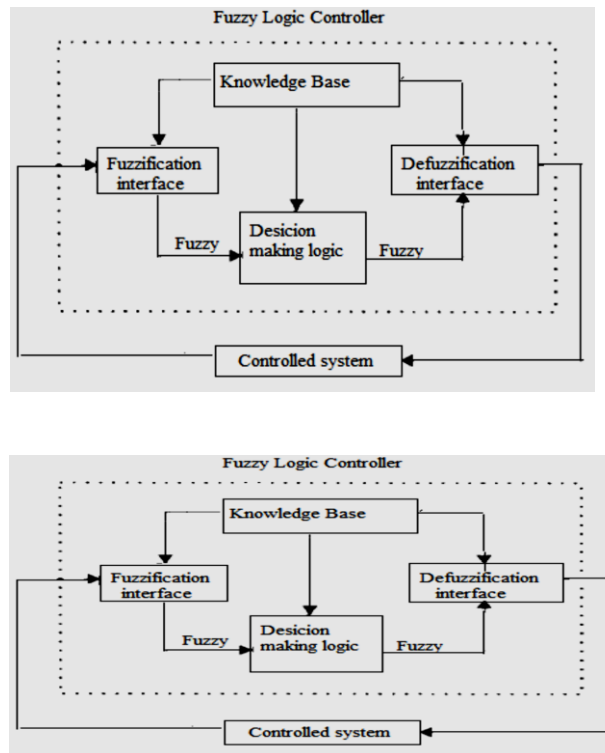 Fuzzy Logic Controller
Knowledge Base
Fuzzification
interface
Defuzzification
interface
Fuzzy
Desicion
making logic
Fuzzy
Controlled system
Fuzzy Logic Controller
Knowledge Base
Fuzzification
interface
Defuzzification
interface
Fuzzy
Desicion
making logic
Fuzzy
Controlled system